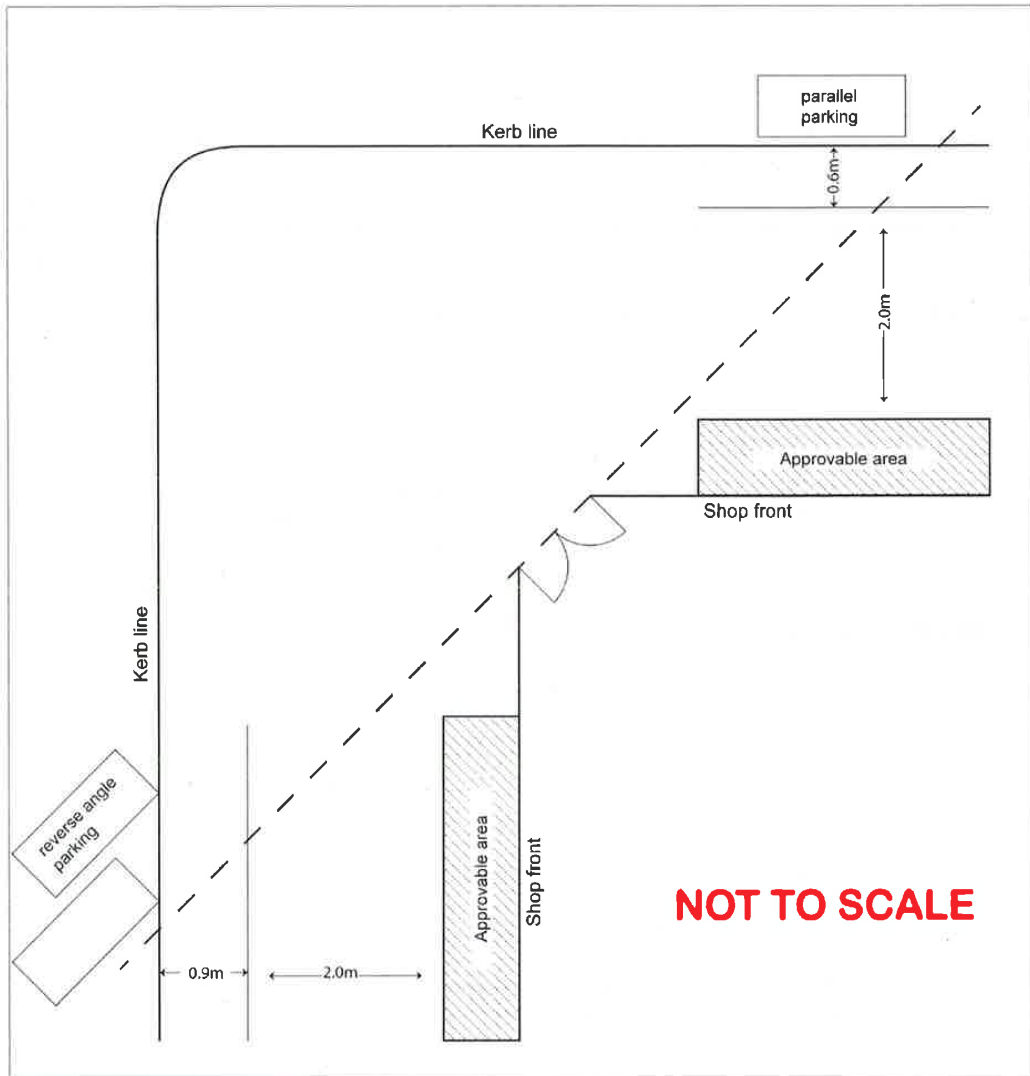 parallel
parking
Kerb line
0.6m
2.0m
Approvable area
Shop front
Kerb line
reverse angle
parking
Approvable area
Shop front
NOT TO SCALE
0.9m
2.0m